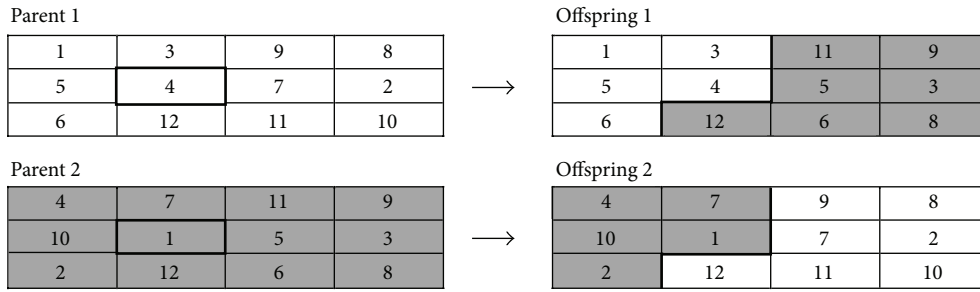 Parent 1
Offspring 1
1 3 9 8
1 3 11 9
5 4 7 2
5 4 5 3
6 12 11 10
6 12 6 8
Parent 2
Offspring 2
4 7 11 9
4 7 9 8
10 1 5 3
10 1 7 2
2 12 6 8
2 12 11 10